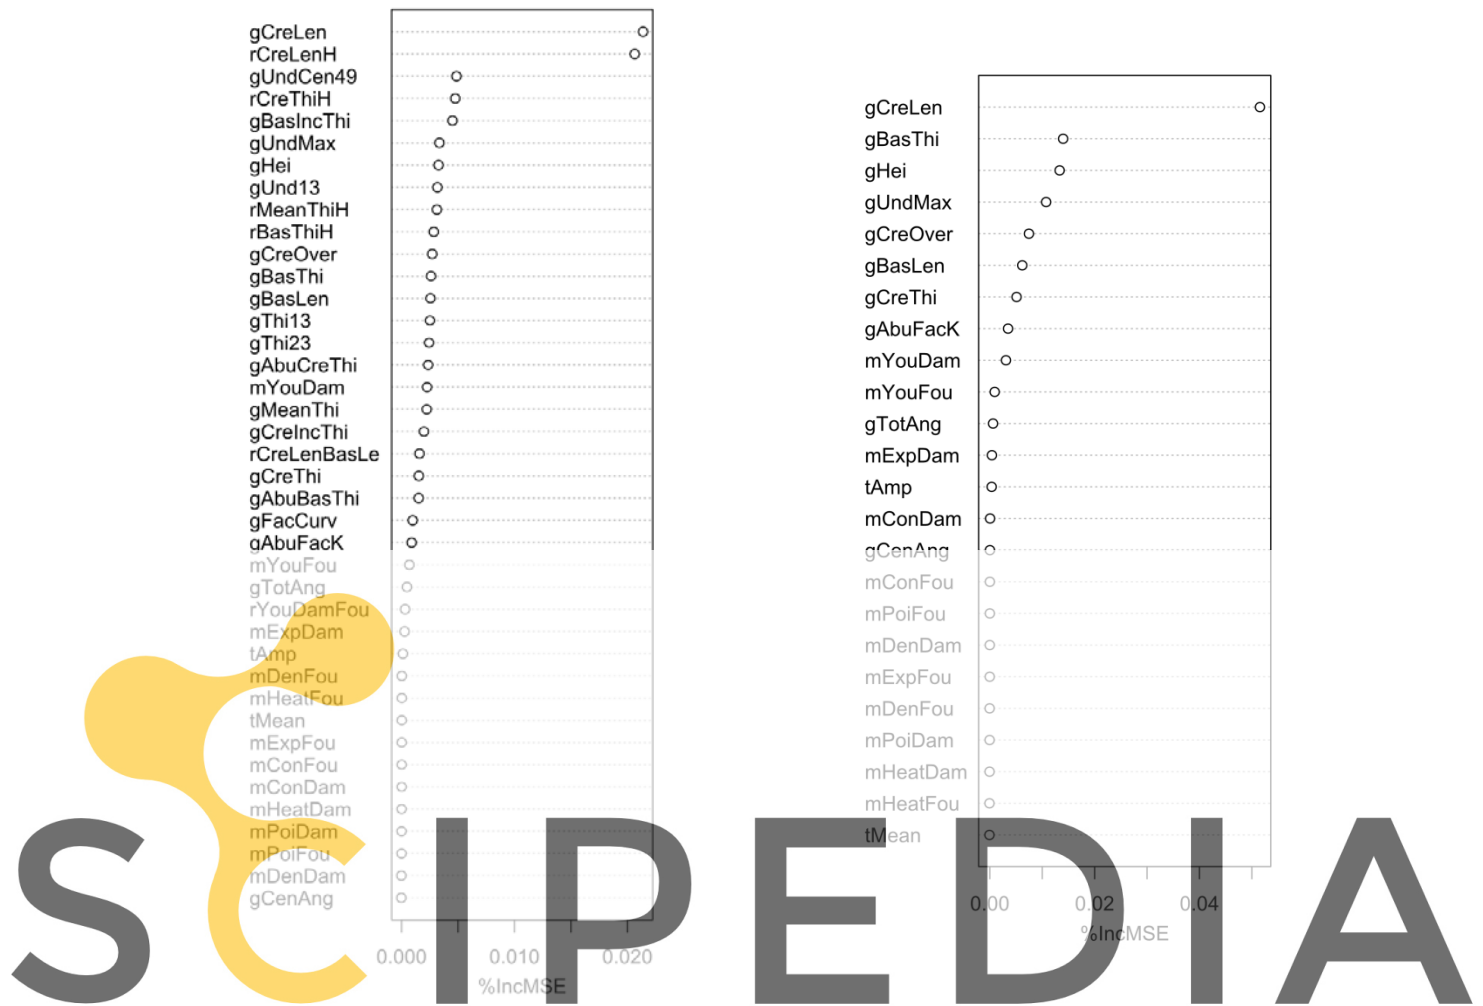 gCreLen
rCreLenH
gUndCen49
rCreThiH
gBasIncThi
gUndMax
gHei
gUnd13
rMeanThiH
rBasThiH
gCreOver
gBasThi
gBasLen
gThi13
gThi23
gAbuCreThi
mYouDam
gMeanThi
gCreIncThi
rCreLenBasLe
gCreThi
gAbuBasThi
gFacCurv
gAbuFacK
mYouFou
gTotAng
rYouDamFou
mExpDam
tAmp
mDenFou
mHeatFou
tMean
mExpFou
mConFou
mConDam
mHeatDam
mPoiDam
mPoiFou
mDenDam
gCenAng
0.000 0.010 0.020
%IncMSE
gCreLen
gBasThi
gHei
gUndMax
gCreOver
gBasLen
gCreThi
gAbuFacK
mYouDam
mYouFou
gTotAng
mExpDam
tAmp
mConDam
gCenAng
mConFou
mPoiFou
mDenDam
mExpFou
mDenFou
mPoiDam
mHeatDam
mHeatFou
tMean
0.00 0.02 0.04
%IncMSE
SCIPEDIA